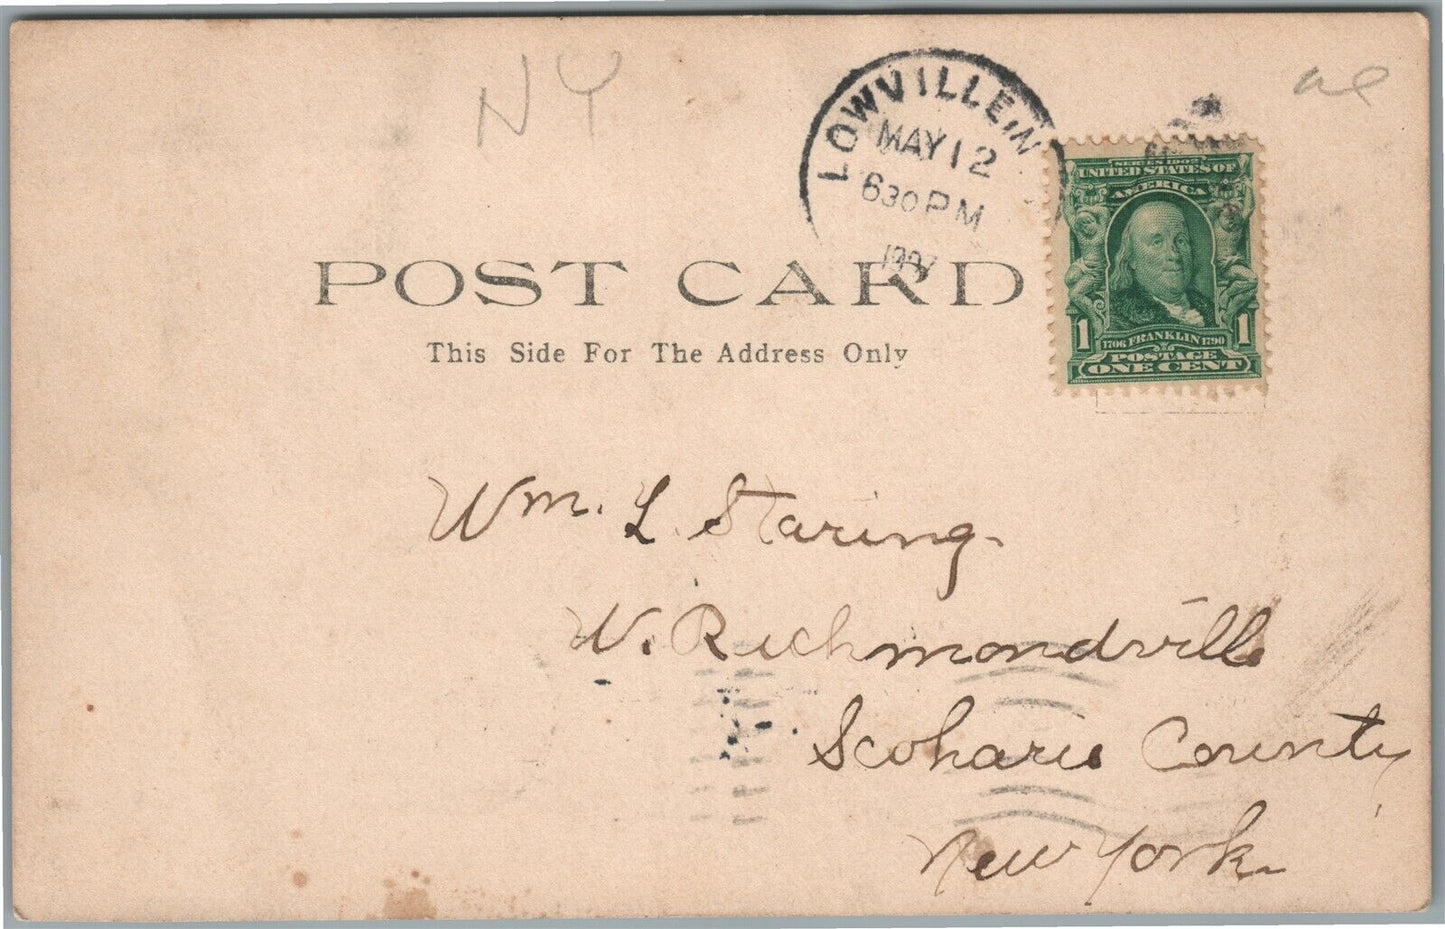 NY
LOWVILLE, N
MAY 12
630 PM
1907
SERIES 1902
UNITED STATES OF
AMERICA
1 1
1706 FRANKLIN 1790
POSTAGE
ONE CENT
POST CARD
This Side For The Address Only
Wm. L. Staring.
W. Richmondville
Scoharie County
New York.